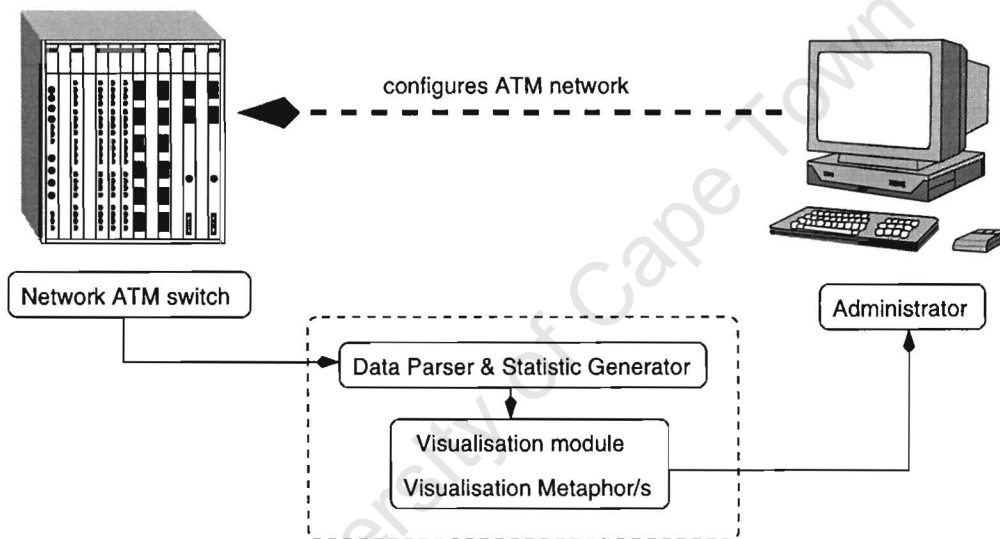 configures ATM network
Network ATM switch
Administrator
Data Parser & Statistic Generator
Visualisation module
Visualisation Metaphor/s
University of Cape Town